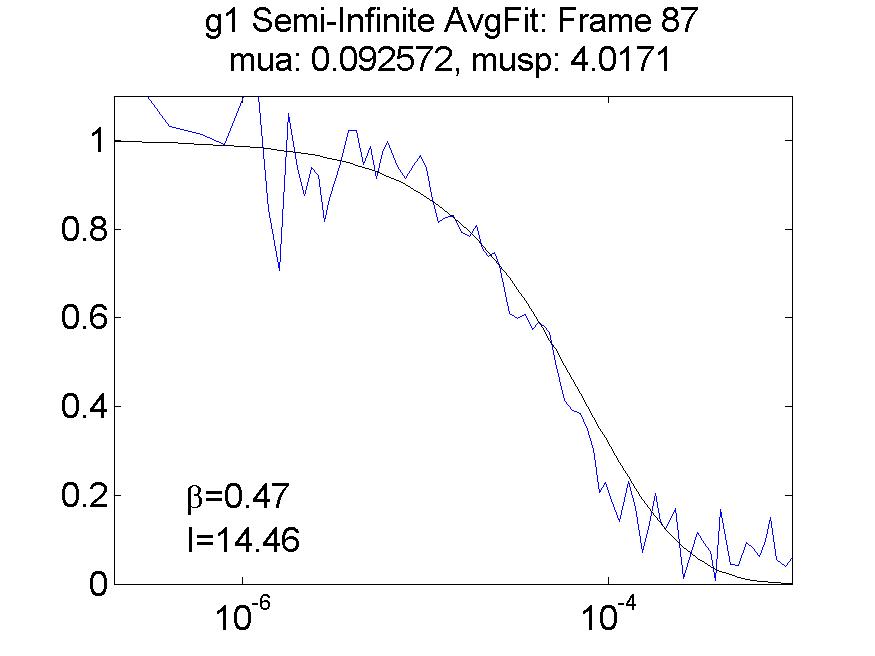 g1 Semi-Infinite AvgFit: Frame 87
mua: 0.092572, musp: 4.0171
1
0.8
0.6
0.4
0.2
0
β=0.47
I=14.46
10^-6
10^-4